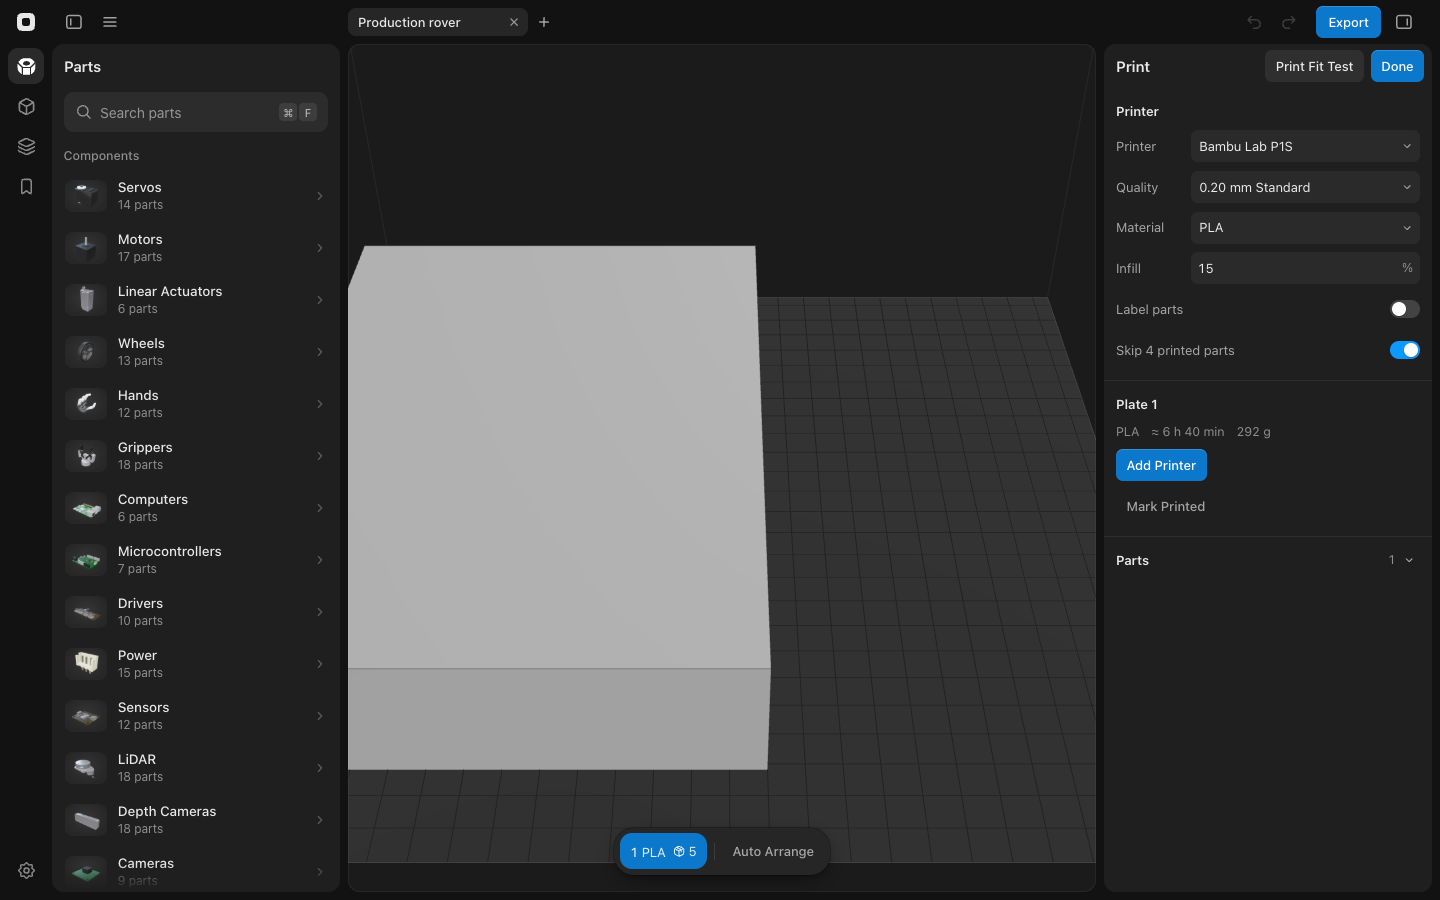 Production rover
Export
Parts
Search parts
⌘ F
Components
Servos
14 parts
Motors
17 parts
Linear Actuators
6 parts
Wheels
13 parts
Hands
12 parts
Grippers
18 parts
Computers
6 parts
Microcontrollers
7 parts
Drivers
10 parts
Power
15 parts
Sensors
12 parts
LiDAR
18 parts
Depth Cameras
18 parts
Cameras
9 parts
1 PLA 5
Auto Arrange
Print
Print Fit Test
Done
Printer
Printer Bambu Lab P1S
Quality 0.20 mm Standard
Material PLA
Infill 15 %
Label parts
Skip 4 printed parts
Plate 1
PLA ≈ 6 h 40 min 292 g
Add Printer
Mark Printed
Parts 1